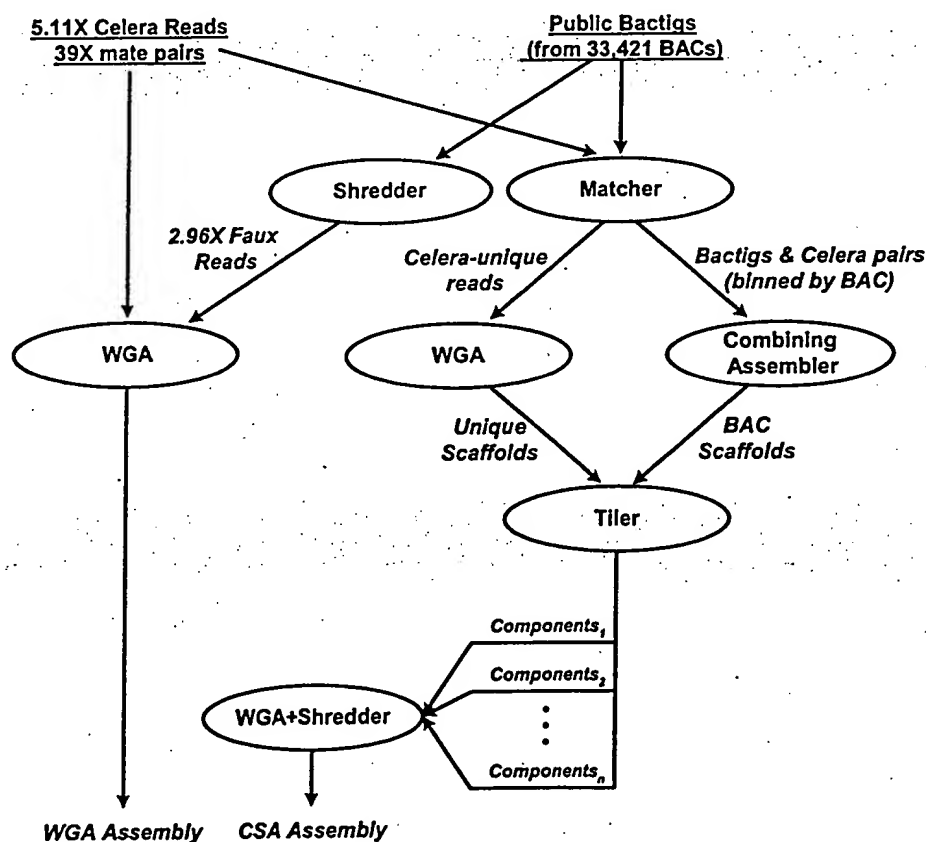 5.11X Celera Reads
39X mate pairs
Public Bactigs
(from 33,421 BACs)
Shredder
Matcher
2.96X Faux
Reads
Celera-unique
reads
Bactigs & Celera pairs
(binned by BAC)
WGA
WGA
Combining
Assembler
Unique
Scaffolds
BAC
Scaffolds
Tiler
Components1
Components2
WGA+Shredder
Componentsn
WGA Assembly
CSA Assembly